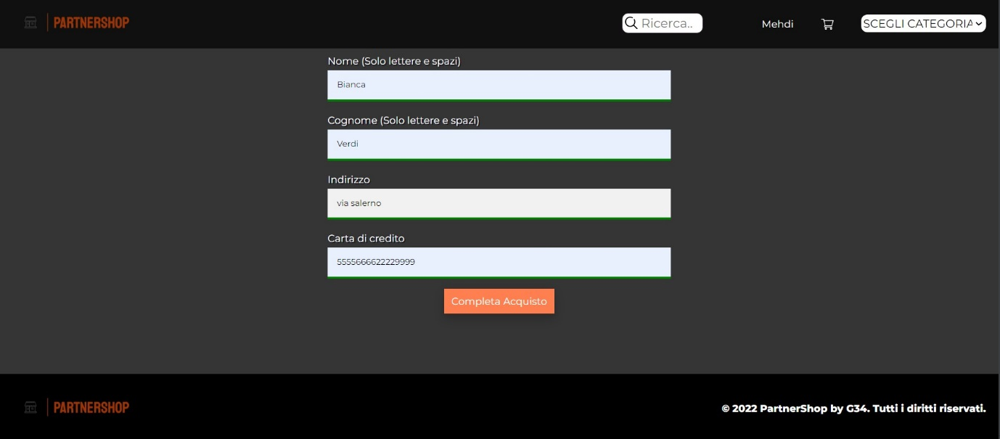 PARTNERSHOP
Ricerca..
Mehdi
SCEGLI CATEGORIA
Nome (Solo lettere e spazi)
Bianca
Cognome (Solo lettere e spazi)
Verdi
Indirizzo
via salerno
Carta di credito
5555666622229999
Completa Acquisto
PARTNERSHOP
© 2022 PartnerShop by G34. Tutti i diritti riservati.